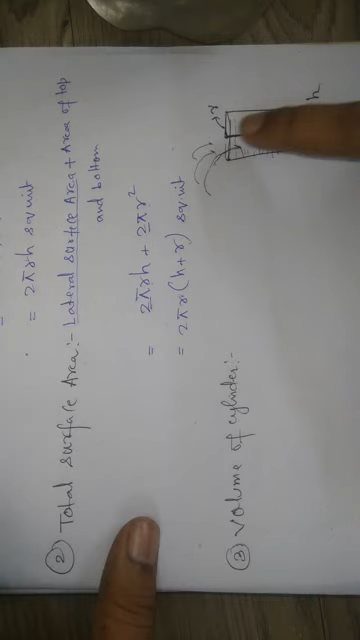 = 2πrh sq unit
② Total surface Area:- Lateral surface Area + Area of top
and bottom
= 2πrh + 2πr²
= 2πr(h+r) sq unit
③ Volume of cylinder:-
r
h